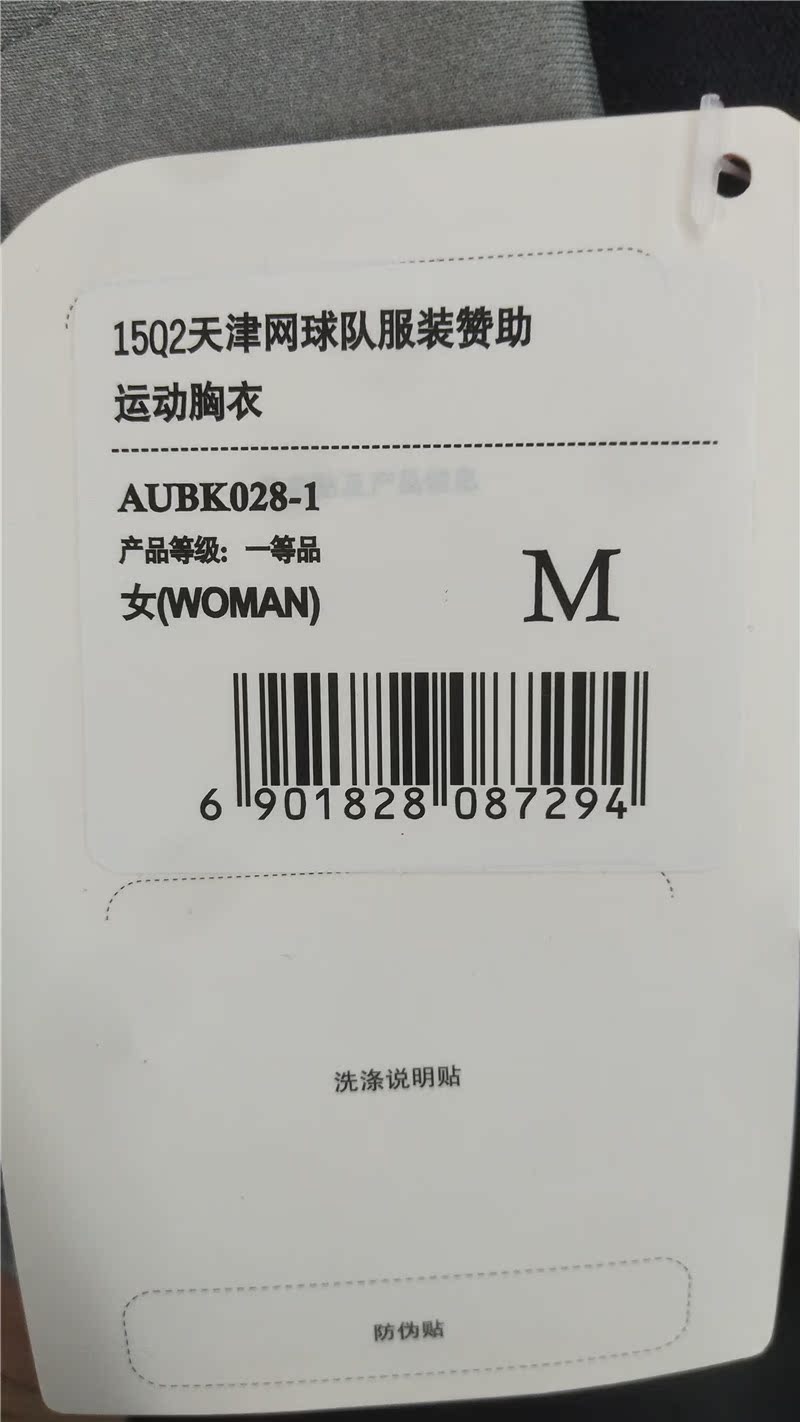 15Q2天津网球队服装赞助
运动胸衣
AUBK028-1
产品等级: 一等品
女(WOMAN)
M
6 901828 087294
洗涤说明贴
防伪贴